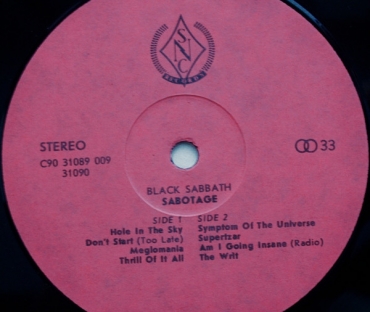 SNC
RECORDS
STEREO
33
C90 31089 009
31090
BLACK SABBATH
SABOTAGE
SIDE 1
Hole In The Sky
Don't Start (Too Late)
Meglomania
Thrill Of It All
SIDE 2
Symptom Of The Universe
Supertzar
Am I Going Insane (Radio)
The Writ